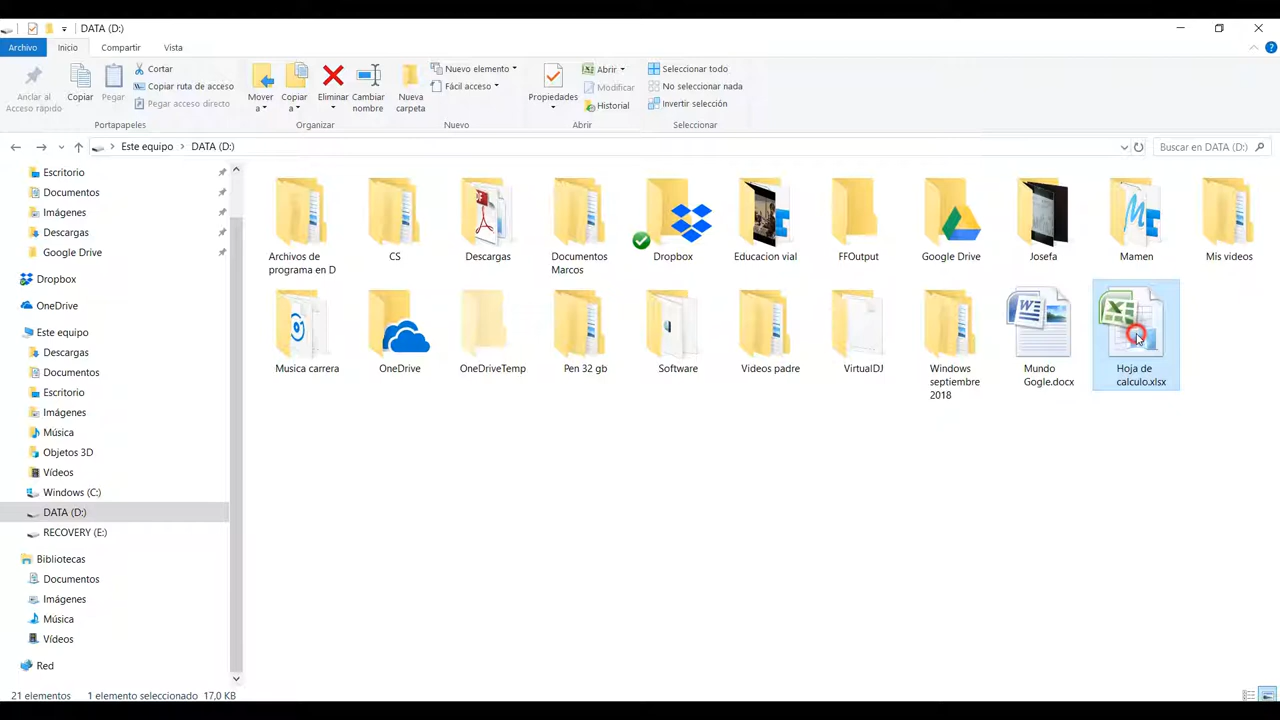 DATA (D:)
Archivo Inicio Compartir Vista
Anclar al Acceso rápido
Copiar
Pegar
Cortar
Copiar ruta de acceso
Pegar acceso directo
Portapapeles
Mover a
Copiar a
Eliminar
Cambiar nombre
Organizar
Nueva carpeta
Nuevo elemento
Fácil acceso
Nuevo
Propiedades
Abrir
Modificar
Historial
Abrir
Seleccionar todo
No seleccionar nada
Invertir selección
Seleccionar
Este equipo DATA (D:)
Buscar en DATA (D:)
Escritorio
Documentos
Imágenes
Descargas
Google Drive
Dropbox
OneDrive
Este equipo
Descargas
Documentos
Escritorio
Imágenes
Música
Objetos 3D
Vídeos
Windows (C:)
DATA (D:)
RECOVERY (E:)
Bibliotecas
Documentos
Imágenes
Música
Vídeos
Red
Archivos de
programa en D
CS
Descargas
Documentos
Marcos
Dropbox
Educacion vial
FFOutput
Google Drive
Josefa
Mamen
Mis videos
Musica carrera
OneDrive
OneDriveTemp
Pen 32 gb
Software
Videos padre
VirtualDJ
Windows
septiembre
2018
Mundo
Gogle.docx
Hoja de
calculo.xlsx
21 elementos 1 elemento seleccionado 17,0 KB